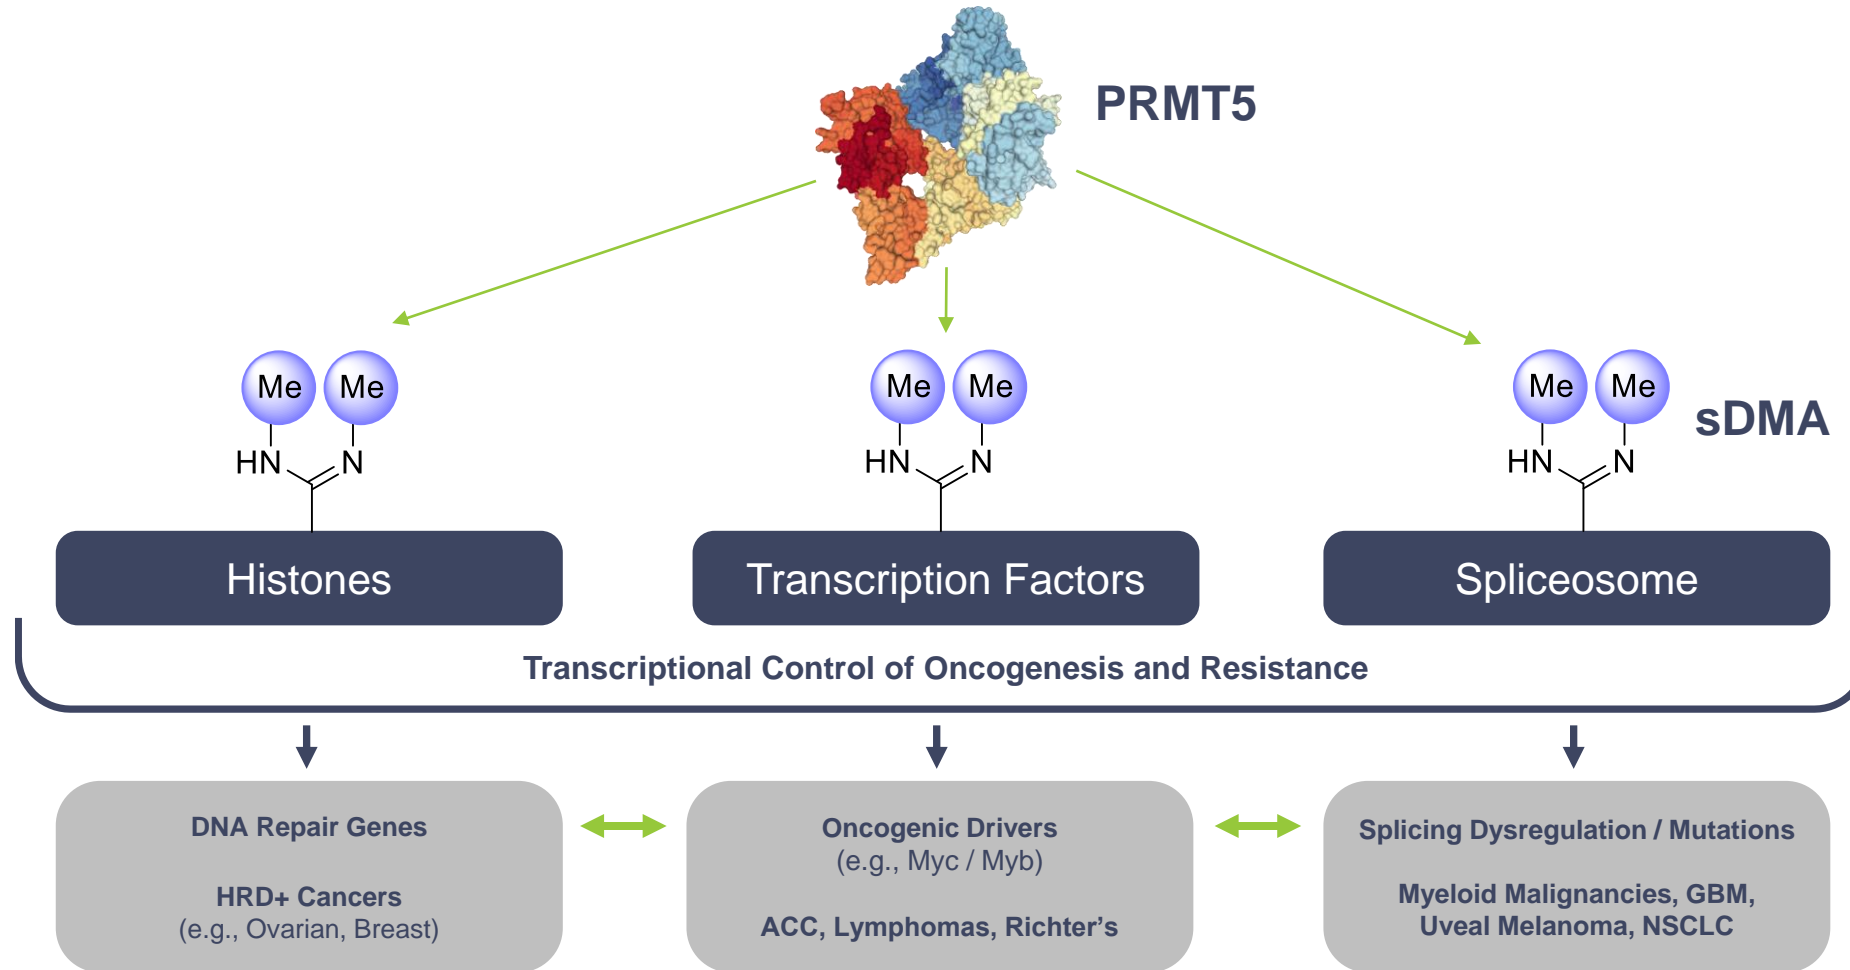 PRMT5
Me Me
HN N
Me Me
HN N
Me Me
HN N
sDMA
Histones
Transcription Factors
Spliceosome
Transcriptional Control of Oncogenesis and Resistance
DNA Repair Genes
HRD+ Cancers
(e.g., Ovarian, Breast)
Oncogenic Drivers
(e.g., Myc / Myb)
ACC, Lymphomas, Richter’s
Splicing Dysregulation / Mutations
Myeloid Malignancies, GBM,
Uveal Melanoma, NSCLC